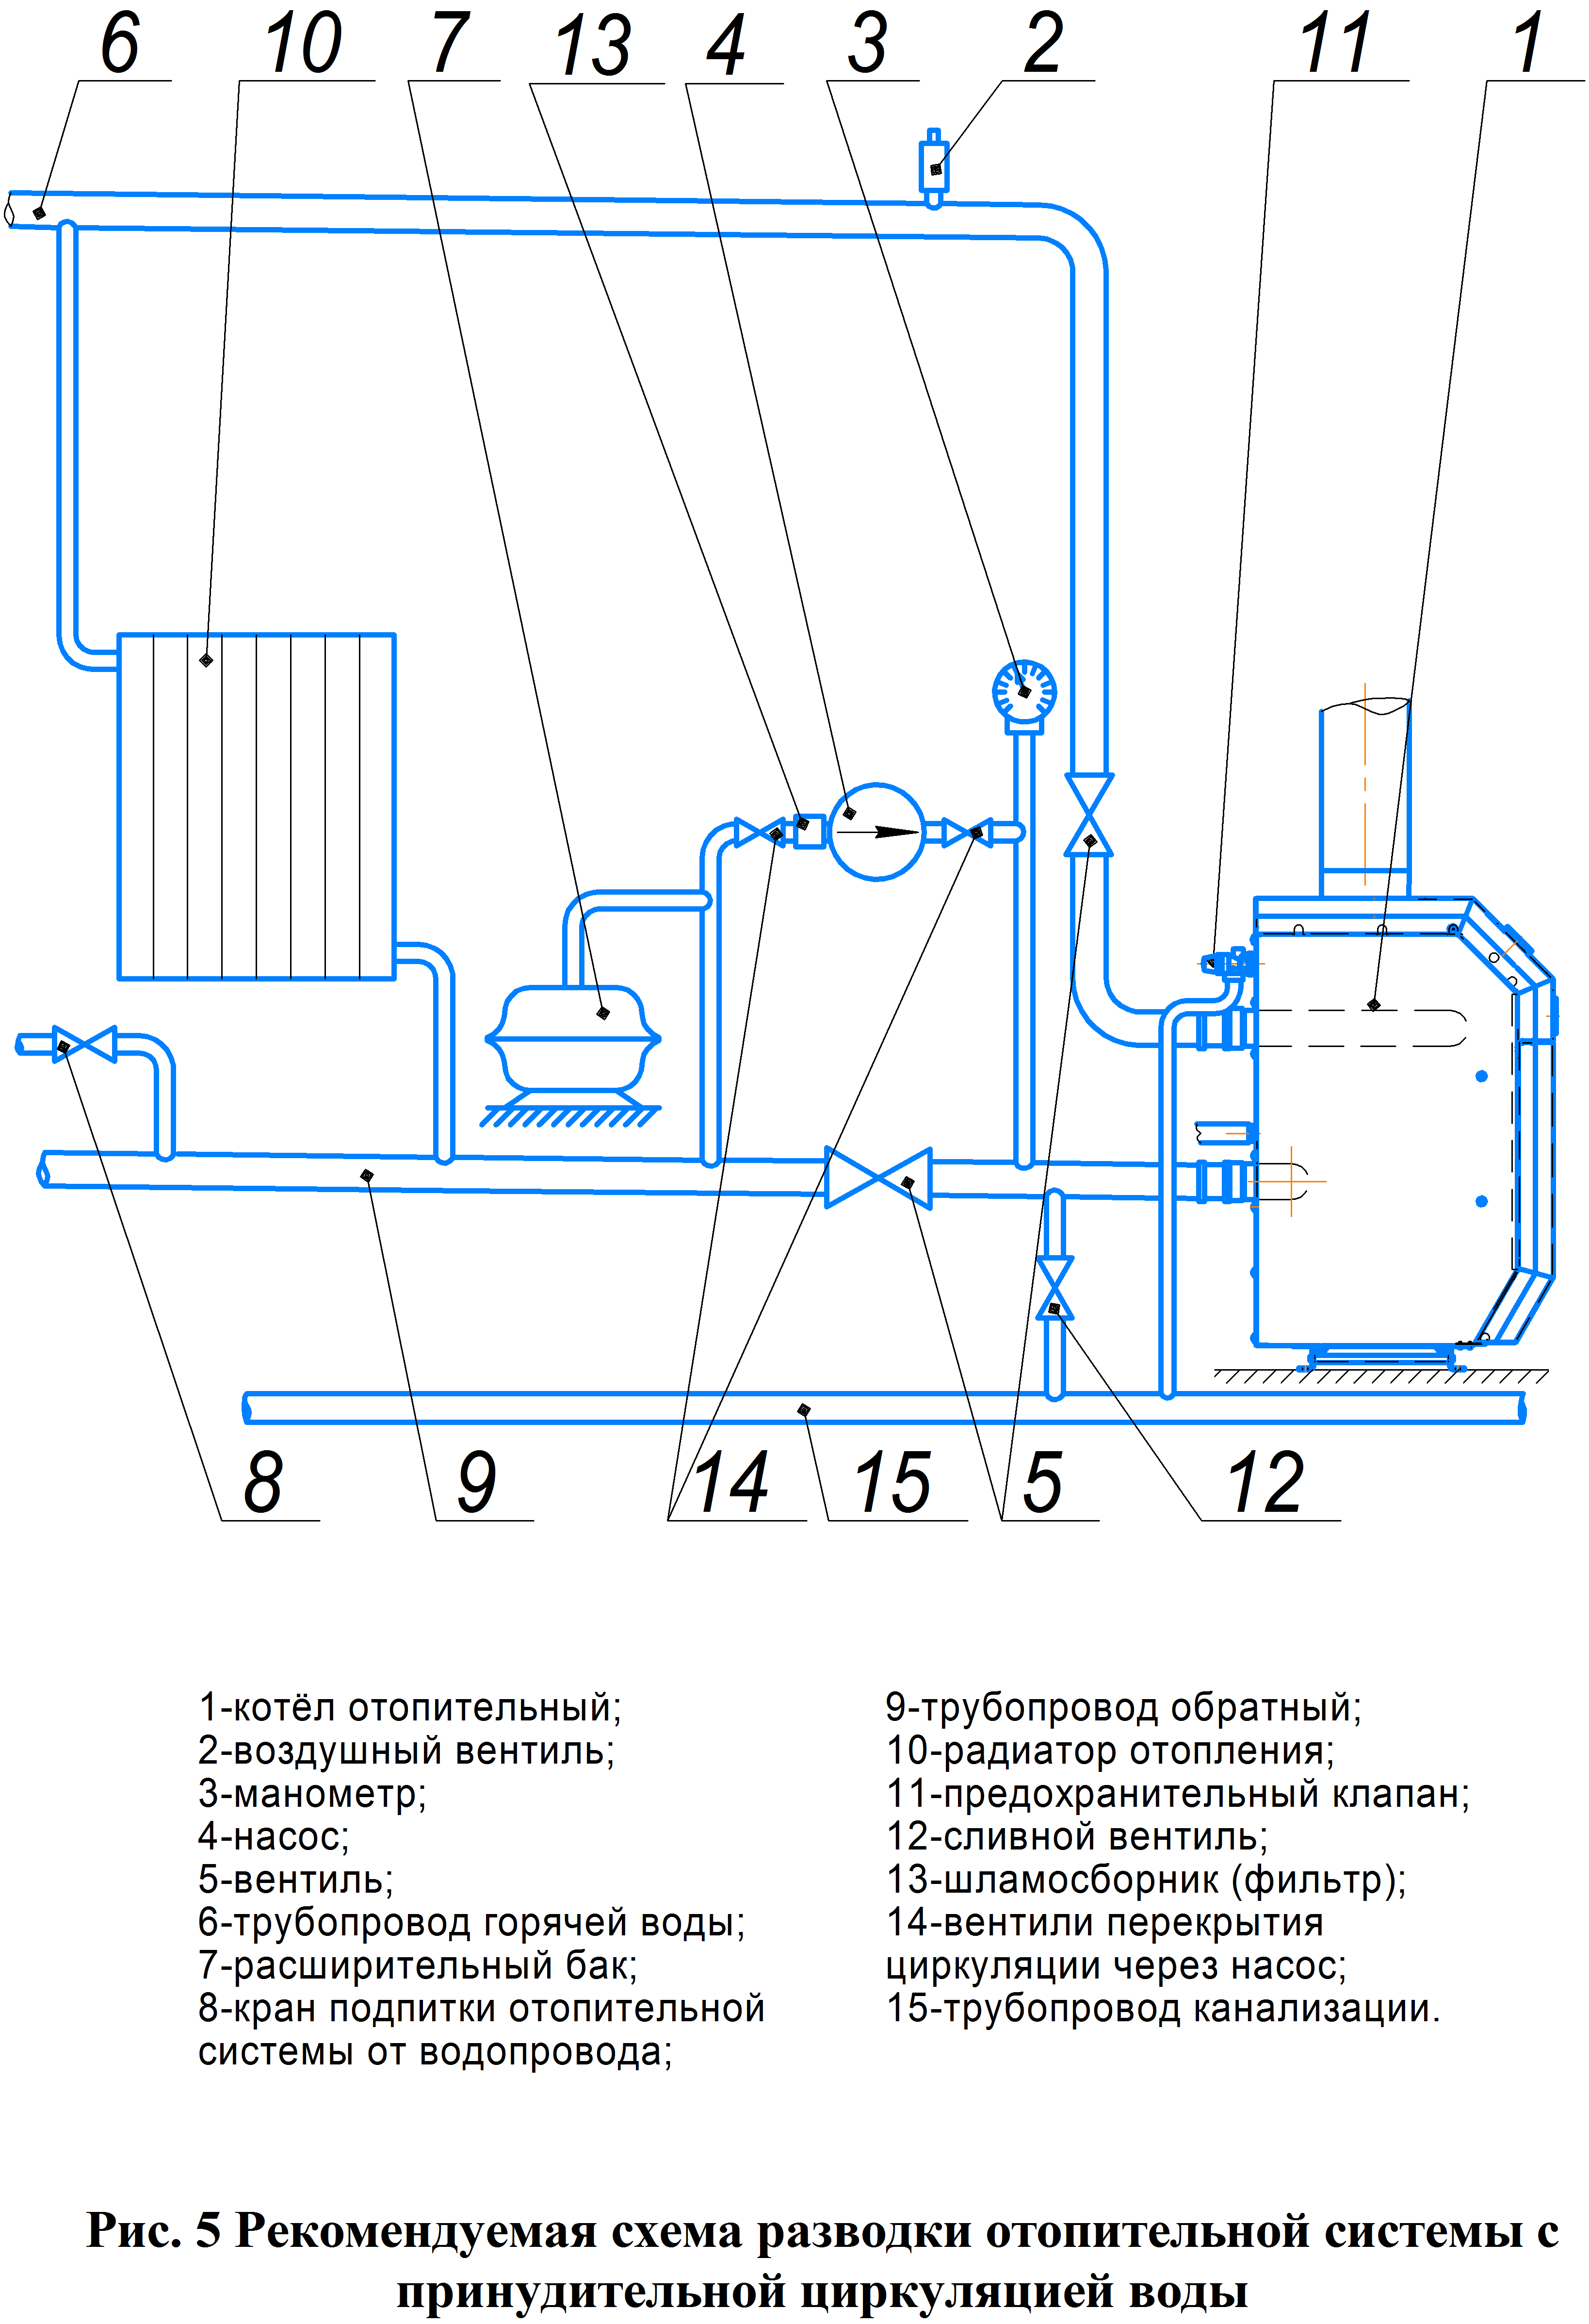 6 10 7 13 4 3 2 11 1
8 9 14 15 5 12
1-котёл отопительный;
2-воздушный вентиль;
3-манометр;
4-насос;
5-вентиль;
6-трубопровод горячей воды;
7-расширительный бак;
8-кран подпитки отопительной
системы от водопровода;
9-трубопровод обратный;
10-радиатор отопления;
11-предохранительный клапан;
12-сливной вентиль;
13-шламосборник (фильтр);
14-вентили перекрытия
циркуляции через насос;
15-трубопровод канализации.
Рис. 5 Рекомендуемая схема разводки отопительной системы с
принудительной циркуляцией воды